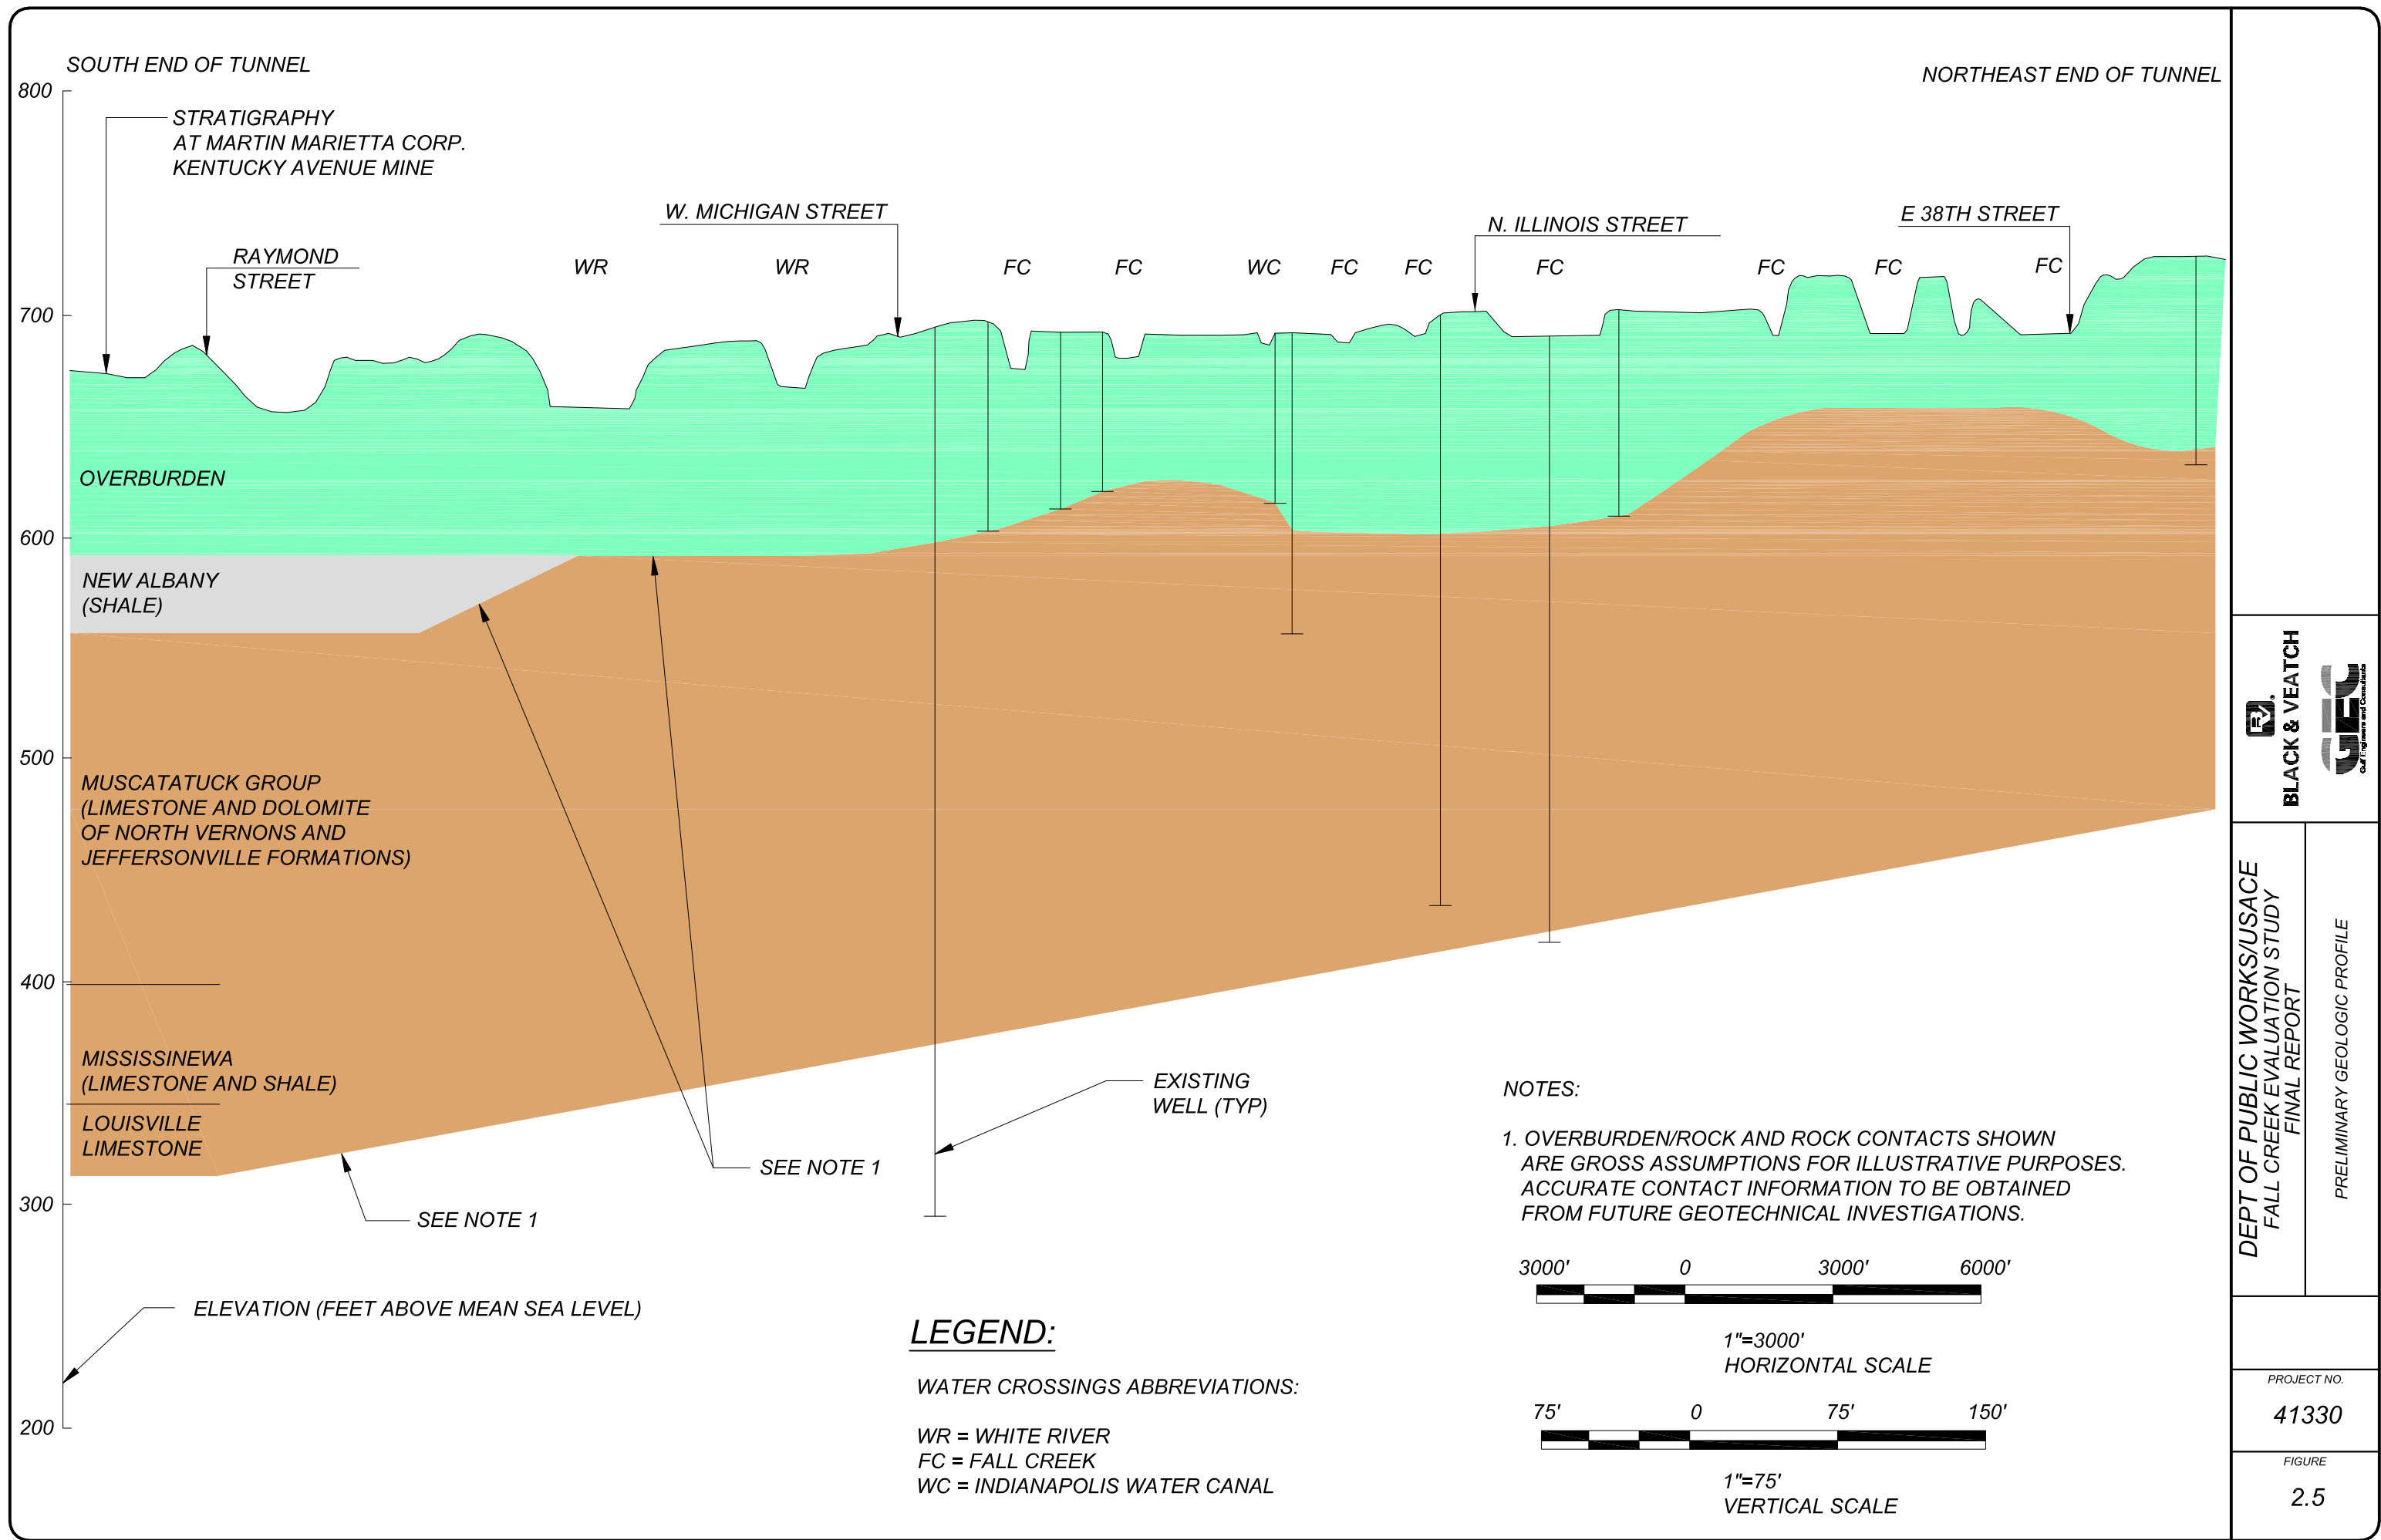 SOUTH END OF TUNNEL
NORTHEAST END OF TUNNEL
800
STRATIGRAPHY
AT MARTIN MARIETTA CORP.
KENTUCKY AVENUE MINE
W. MICHIGAN STREET
N. ILLINOIS STREET
E 38TH STREET
RAYMOND
STREET
WR
WR
FC
FC
WC
FC
FC
FC
FC
FC
FC
700
OVERBURDEN
600
NEW ALBANY
(SHALE)
500
MUSCATATUCK GROUP
(LIMESTONE AND DOLOMITE
OF NORTH VERNONS AND
JEFFERSONVILLE FORMATIONS)
400
MISSISSINEWA
(LIMESTONE AND SHALE)
LOUISVILLE
LIMESTONE
300
SEE NOTE 1
SEE NOTE 1
EXISTING
WELL (TYP)
ELEVATION (FEET ABOVE MEAN SEA LEVEL)
200
LEGEND:
WATER CROSSINGS ABBREVIATIONS:
WR = WHITE RIVER
FC = FALL CREEK
WC = INDIANAPOLIS WATER CANAL
NOTES:
1. OVERBURDEN/ROCK AND ROCK CONTACTS SHOWN
ARE GROSS ASSUMPTIONS FOR ILLUSTRATIVE PURPOSES.
ACCURATE CONTACT INFORMATION TO BE OBTAINED
FROM FUTURE GEOTECHNICAL INVESTIGATIONS.
3000' 0 3000' 6000'
1"=3000'
HORIZONTAL SCALE
75' 0 75' 150'
1"=75'
VERTICAL SCALE
BLACK & VEATCH
GEC
Gulf Engineers and Consultants
DEPT OF PUBLIC WORKS/USACE
FALL CREEK EVALUATION STUDY
FINAL REPORT
PRELIMINARY GEOLOGIC PROFILE
PROJECT NO.
41330
FIGURE
2.5